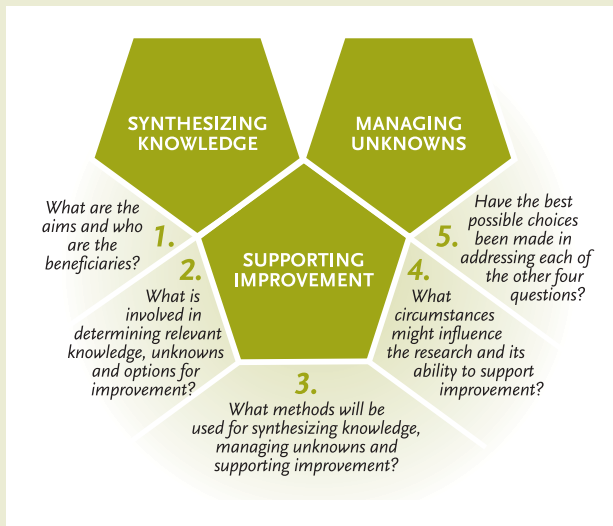 SYNTHESIZING
KNOWLEDGE
MANAGING
UNKNOWNS
SUPPORTING
IMPROVEMENT
1.
What are the
aims and who
are the
beneficiaries?
2.
What is
involved in
determining relevant
knowledge, unknowns
and options for
improvement?
3.
What methods will be
used for synthesizing knowledge,
managing unknowns and
supporting improvement?
4.
What
circumstances
might influence
the research and its
ability to support
improvement?
5.
Have the best
possible choices
been made in
addressing each of
the other four
questions?